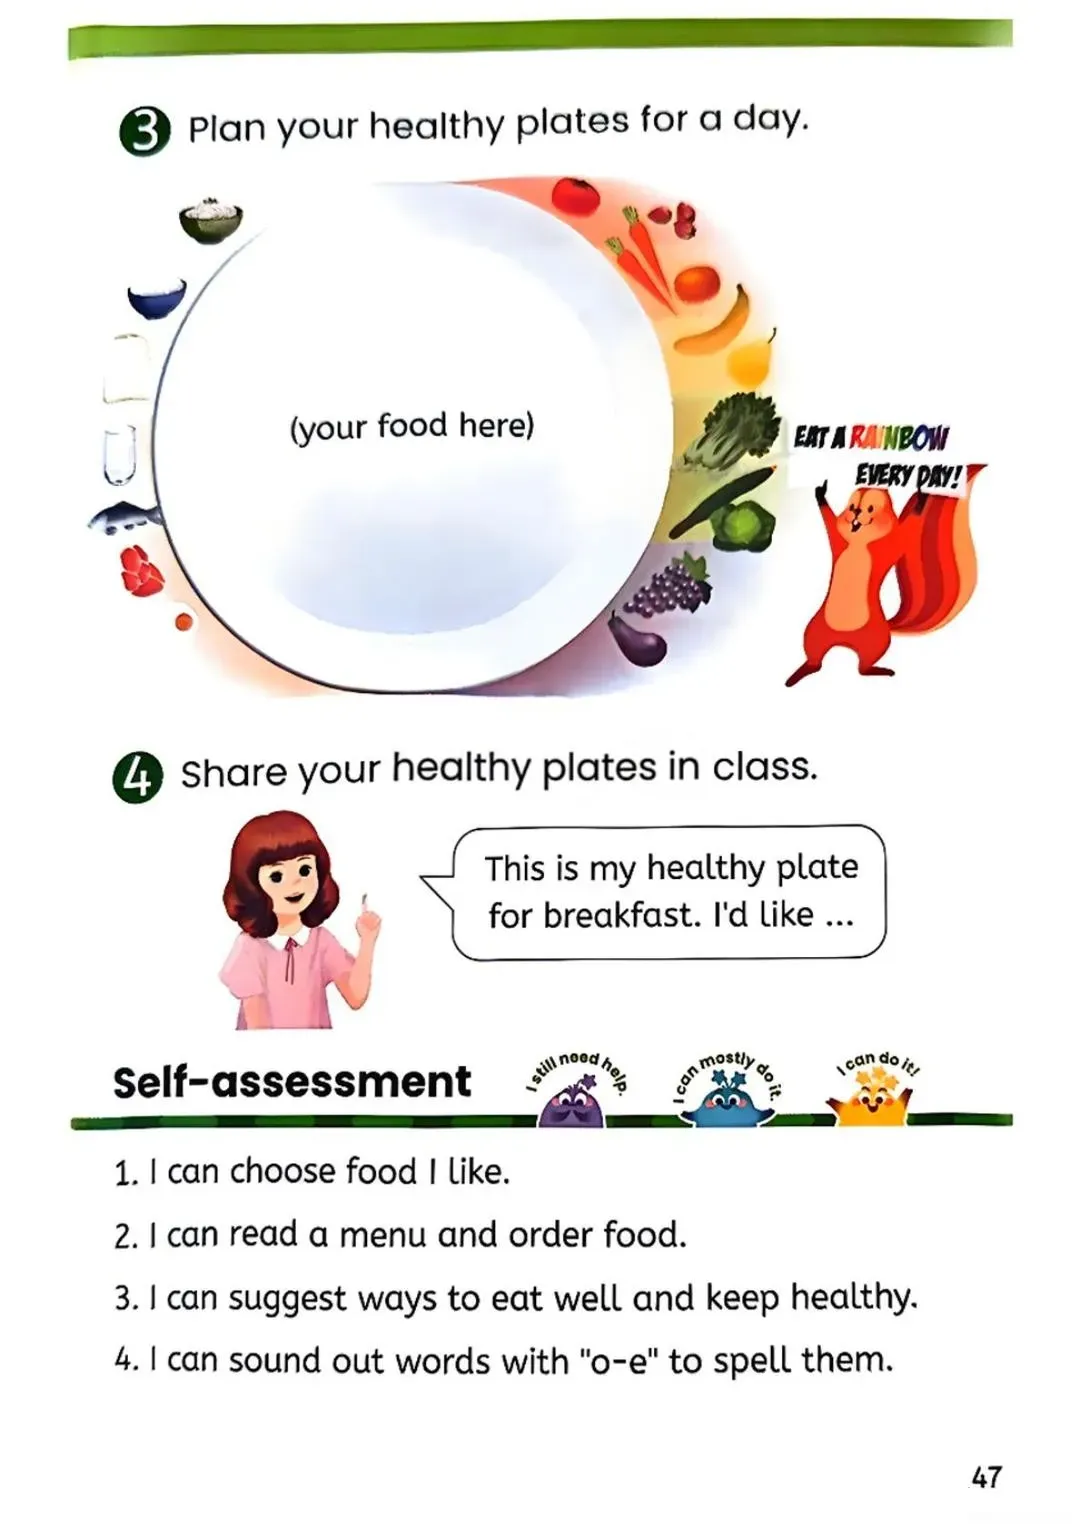 3 Plan your healthy plates for a day.
(your food here)
EAT A RAINBOW
EVERY DAY!
4 Share your healthy plates in class.
This is my healthy plate
for breakfast. I'd like ...
Self-assessment
I still need help.
I can mostly do it.
I can do it!
1. I can choose food I like.
2. I can read a menu and order food.
3. I can suggest ways to eat well and keep healthy.
4. I can sound out words with "o-e" to spell them.
47